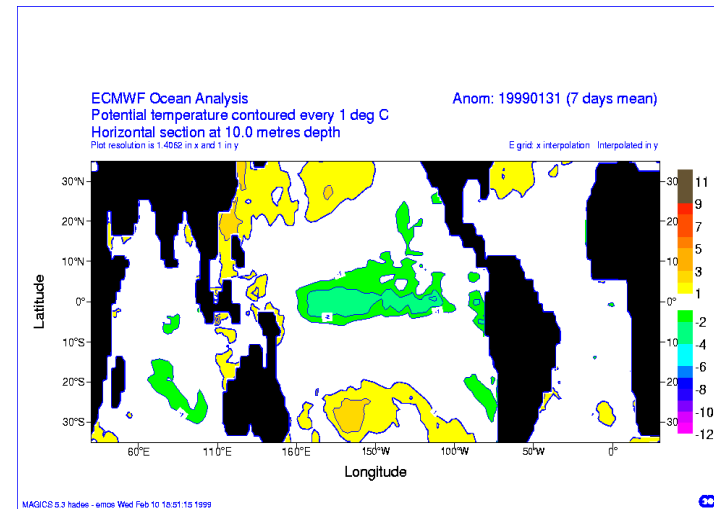 ECMWF Ocean Analysis
Anom: 19990131 (7 days mean)
Potential temperature contoured every 1 deg C
Horizontal section at 10.0 metres depth
Plot resolution is 1.4062 in x and 1 in y
E grid: x interpolation Interpolated in y
30°N
20°N
10°N
0°
10°S
20°S
30°S
Latitude
60°E
110°E
160°E
150°W
100°W
50°W
0°
Longitude
30°
20
10
0°
10
20
30
11
9
7
5
3
1
-2
-4
-6
-8
-10
-12
-1
-1
-2
MAGICS 5.3 hades - emos Wed Feb 10 18:51:15 1999